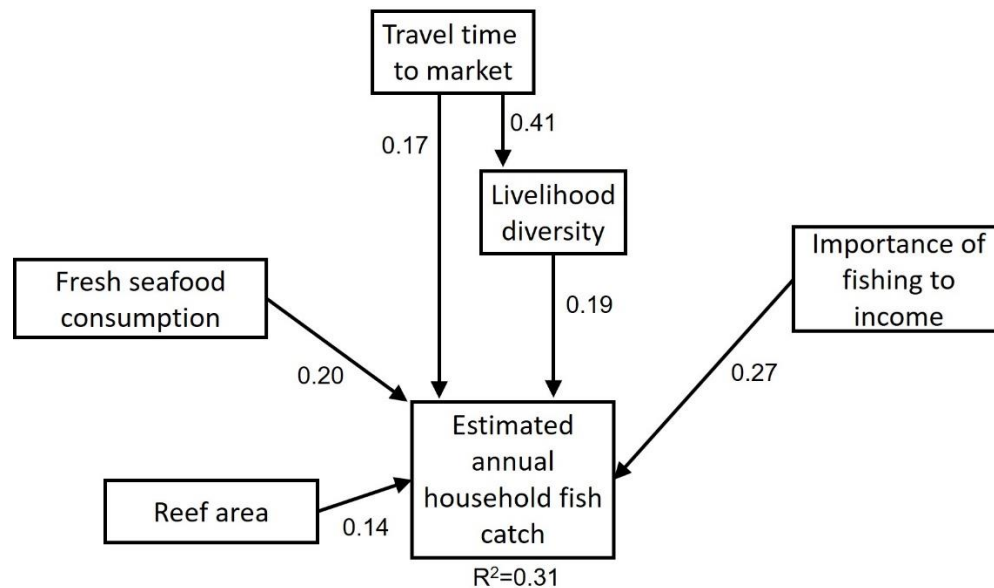 Travel time
to market
0.17
0.41
Livelihood
diversity
Fresh seafood
consumption
Importance of
fishing to
income
0.20
0.19
0.27
Reef area
0.14
Estimated
annual
household fish
catch
R²=0.31